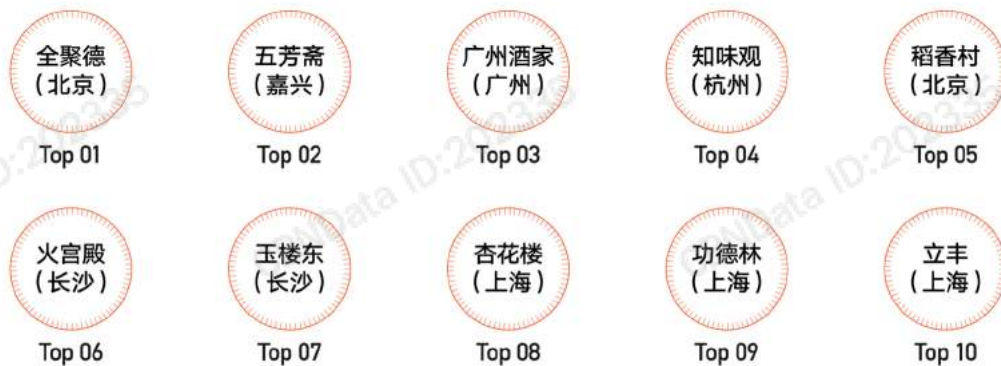 全聚德
（北京）
Top 01
五芳斋
（嘉兴）
Top 02
广州酒家
（广州）
Top 03
知味观
（杭州）
Top 04
稻香村
（北京）
Top 05
火宫殿
（长沙）
Top 06
玉楼东
（长沙）
Top 07
杏花楼
（上海）
Top 08
功德林
（上海）
Top 09
立丰
（上海）
Top 10